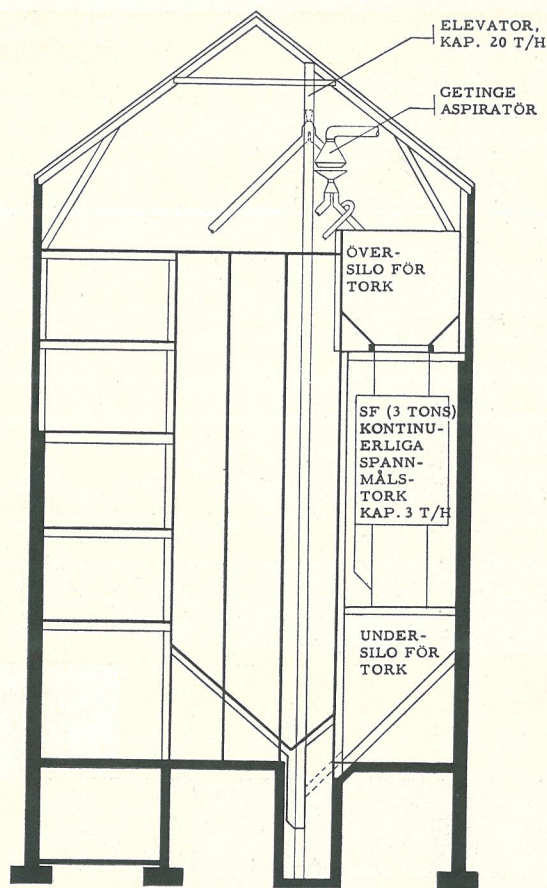 ELEVATOR,
KAP. 20 T/H
GETINGE
ASPIRATÖR
ÖVER-
SILO FÖR
TORK
SF (3 TONS)
KONTINU-
ERLIGA
SPANN-
MÅLS-
TORK
KAP. 3 T/H
UNDER-
SILO FÖR
TORK